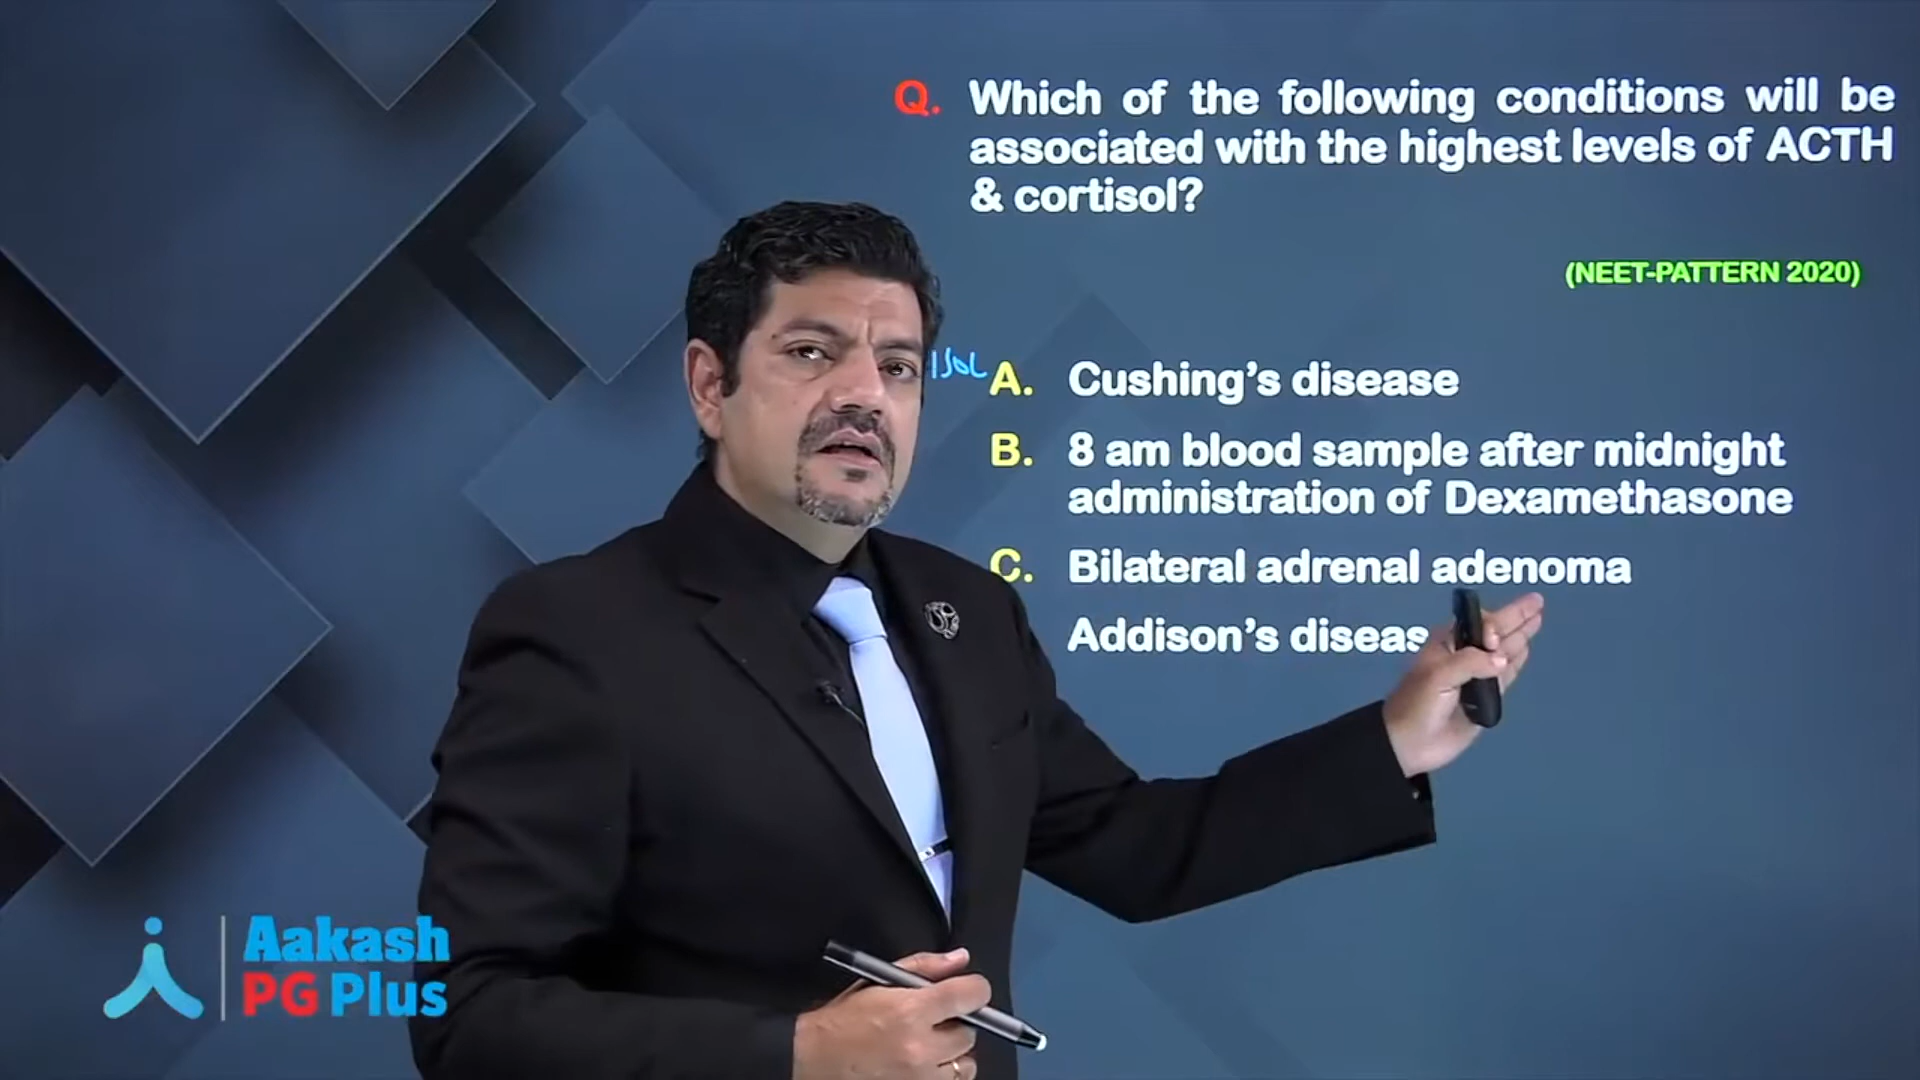 Q. Which of the following conditions will be
associated with the highest levels of ACTH
& cortisol?
(NEET-PATTERN 2020)
A. Cushing's disease
B. 8 am blood sample after midnight
administration of Dexamethasone
C. Bilateral adrenal adenoma
Addison's diseas
Aakash
PG Plus